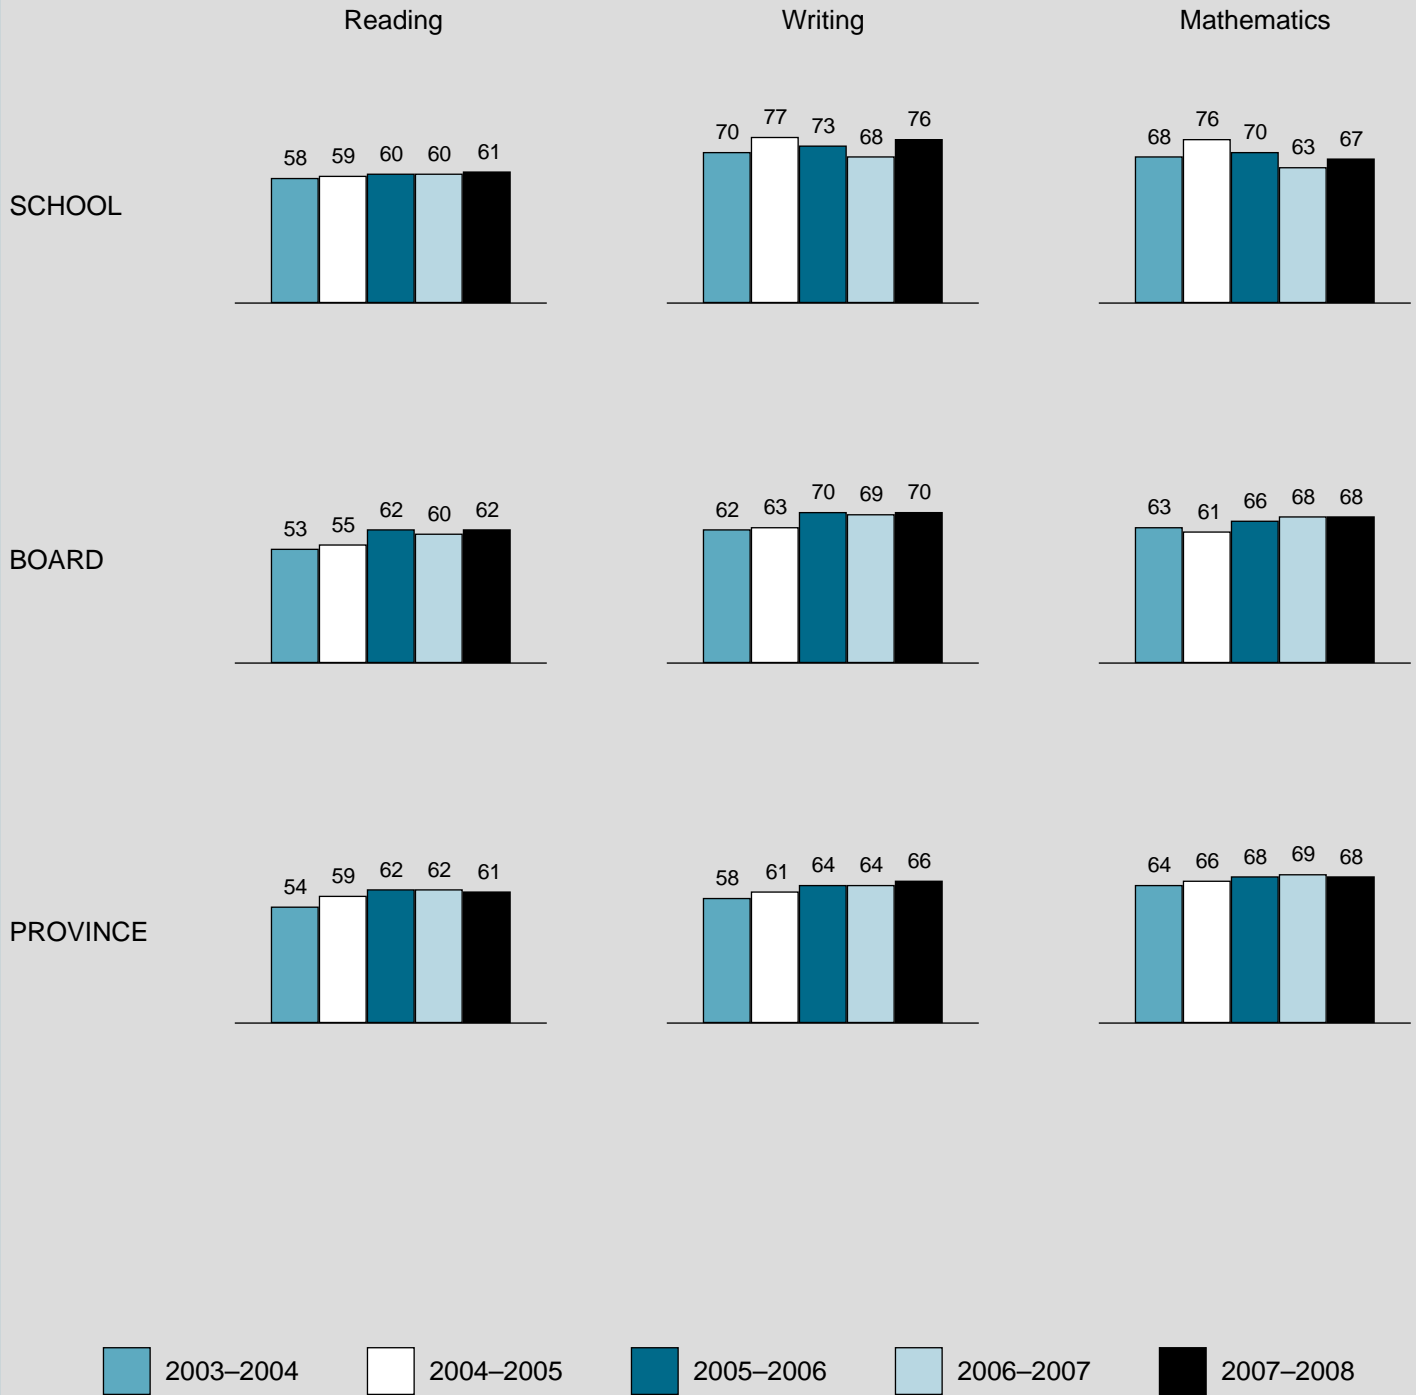 Reading Writing Mathematics
SCHOOL
58 59 60 60 61
70 77 73 68 76
68 76 70 63 67
BOARD
53 55 62 60 62
62 63 70 69 70
63 61 66 68 68
PROVINCE
54 59 62 62 61
58 61 64 64 66
64 66 68 69 68
2003–2004 2004–2005 2005–2006 2006–2007 2007–2008